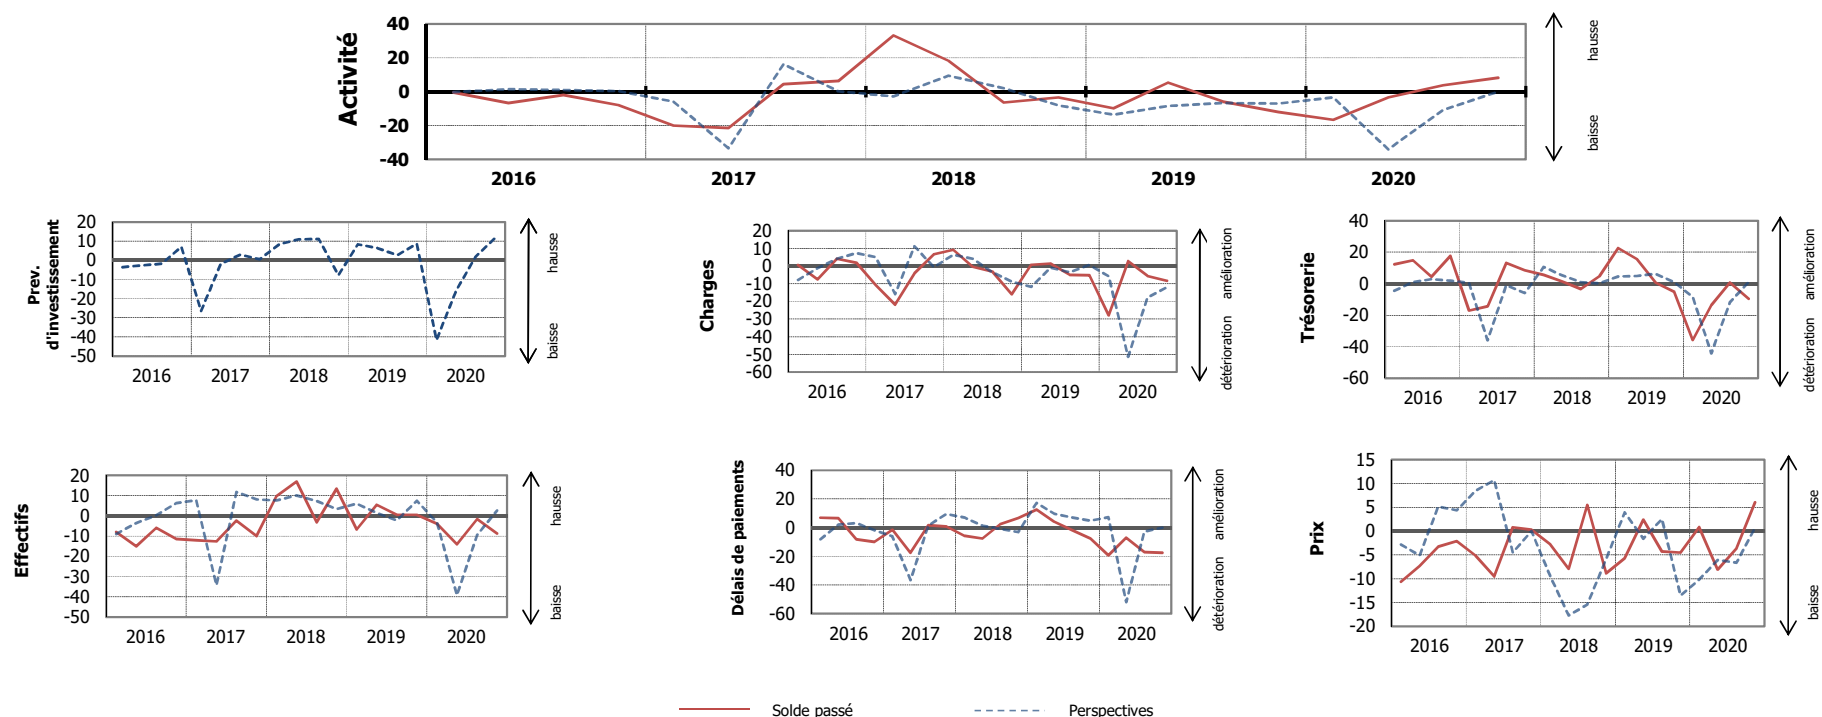 Activité
40
20
0
-20
-40
2016 2017 2018 2019 2020
hausse
baisse
Prev.
d'investissement
20
10
0
-10
-20
-30
-40
-50
2016 2017 2018 2019 2020
hausse
baisse
Charges
20
10
0
-10
-20
-30
-40
-50
-60
2016 2017 2018 2019 2020
amélioration
détérioration
Trésorerie
40
20
0
-20
-40
-60
2016 2017 2018 2019 2020
amélioration
détérioration
Effectifs
20
10
0
-10
-20
-30
-40
-50
2016 2017 2018 2019 2020
hausse
baisse
Délais de paiements
40
20
0
-20
-40
-60
2016 2017 2018 2019 2020
amélioration
détérioration
Prix
15
10
5
0
-5
-10
-15
-20
2016 2017 2018 2019 2020
hausse
baisse
Solde passé Perspectives